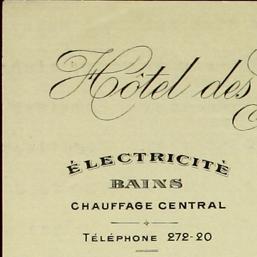 Hôtel des
ÉLECTRICITÉ
BAINS
CHAUFFAGE CENTRAL
TÉLÉPHONE 272-20